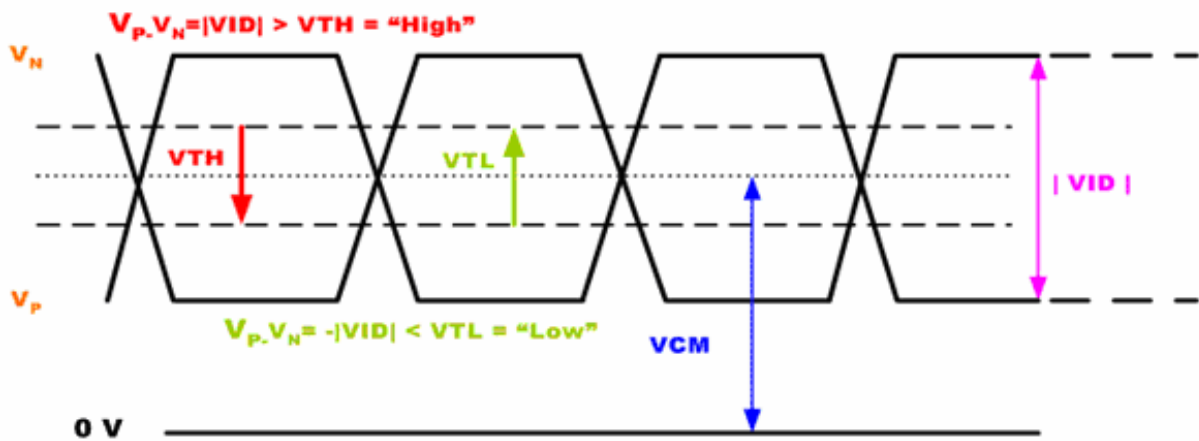 VP-VN=|VID| > VTH = “High”
VN
VTH
VTL
| VID |
VP
VP-VN= -|VID| < VTL = “Low”
VCM
0 V